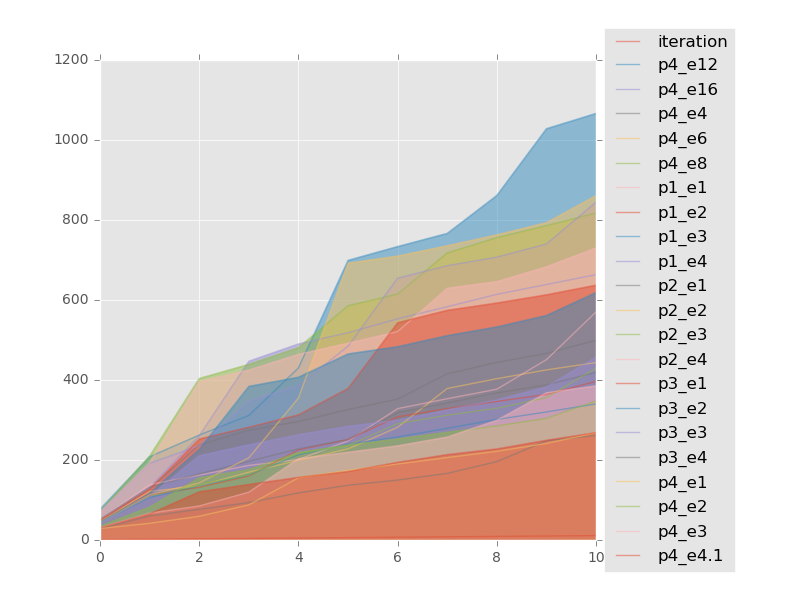 1200
1000
800
600
400
200
0
0 2 4 6 8 10
iteration
p4_e12
p4_e16
p4_e4
p4_e6
p4_e8
p1_e1
p1_e2
p1_e3
p1_e4
p2_e1
p2_e2
p2_e3
p2_e4
p3_e1
p3_e2
p3_e3
p3_e4
p4_e1
p4_e2
p4_e3
p4_e4.1